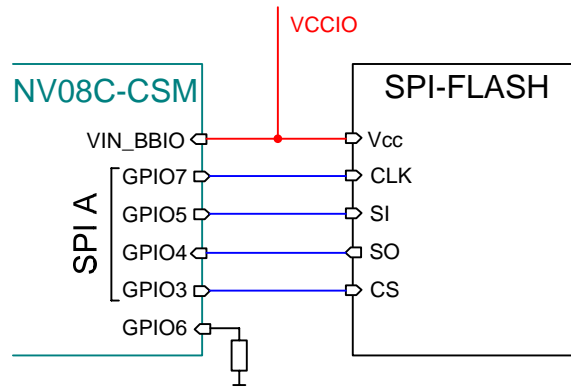 VCCIO
NV08C-CSM
SPI-FLASH
VIN_BBIO
Vcc
GPIO7
CLK
GPIO5
SI
SPI A
GPIO4
SO
GPIO3
CS
GPIO6